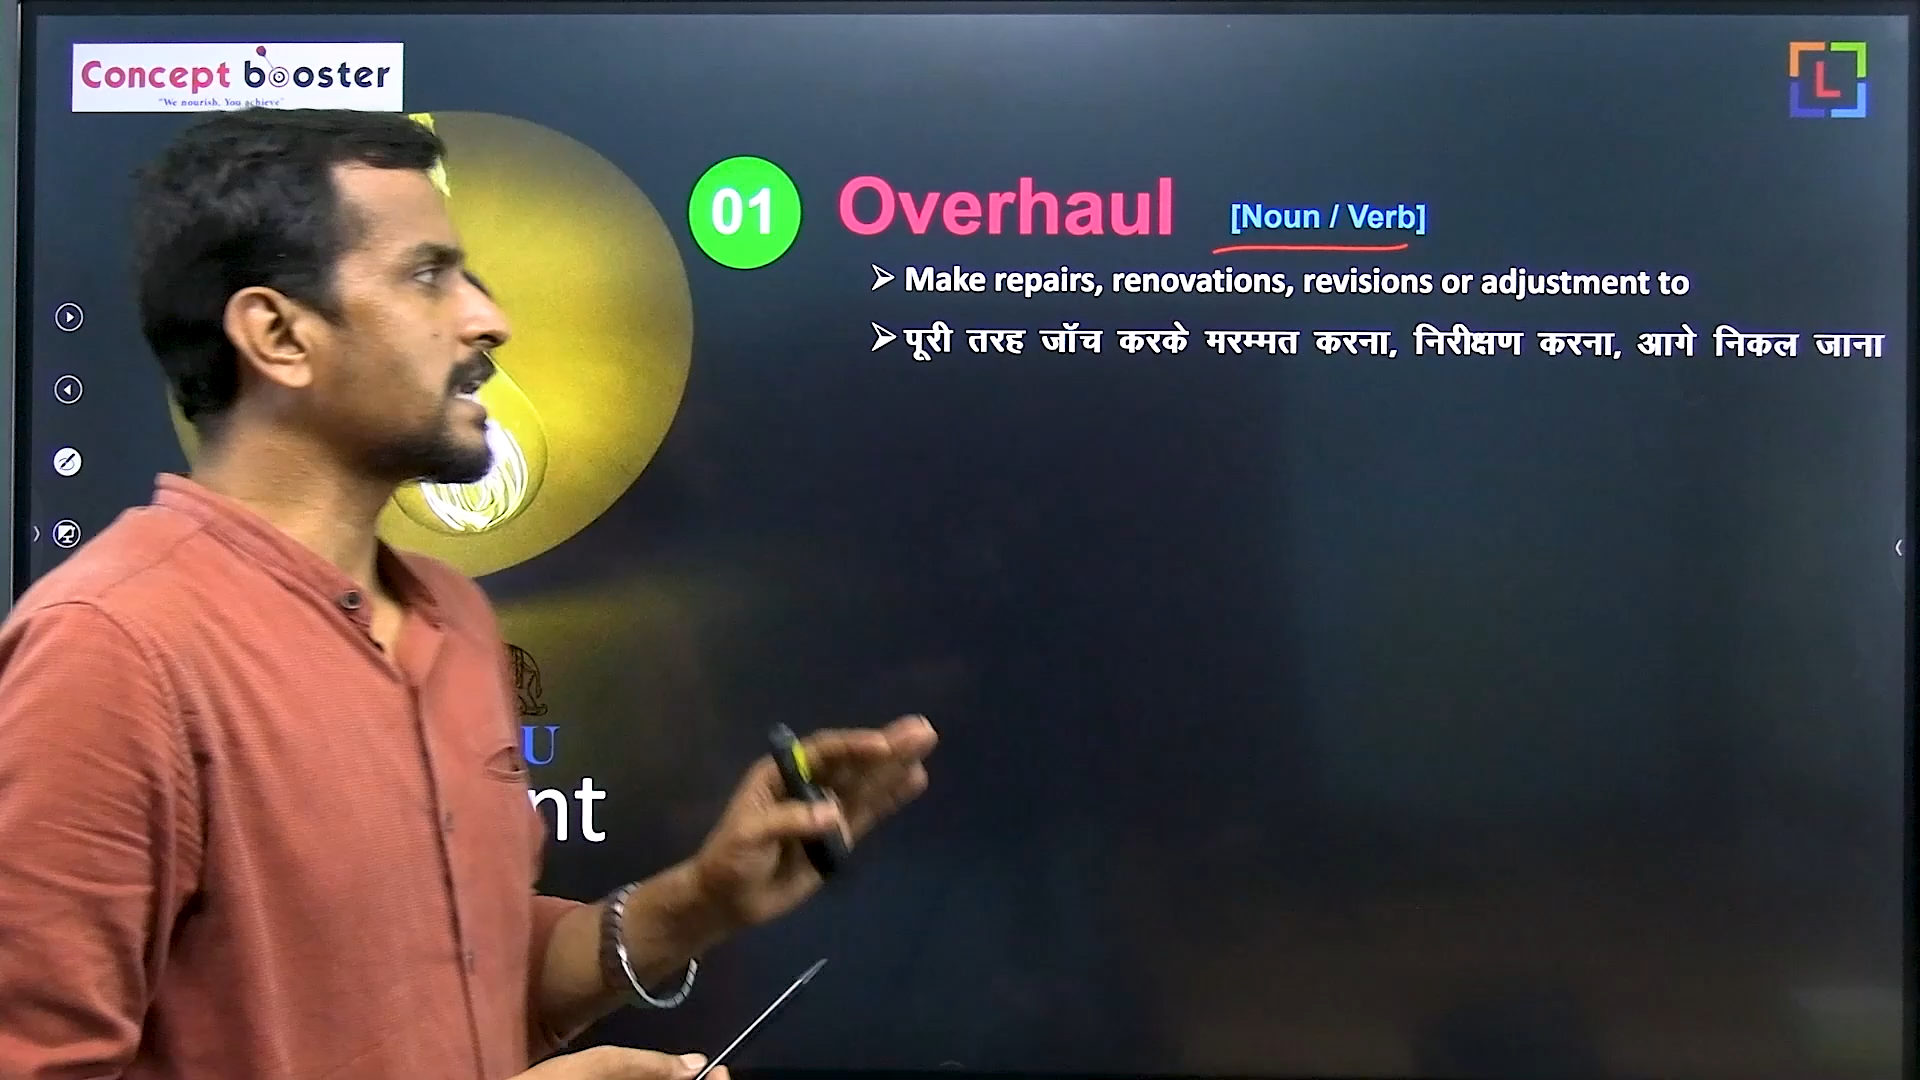 Concept booster
"We nourish, You achieve"
L
01 Overhaul [Noun / Verb]
➢ Make repairs, renovations, revisions or adjustment to
➢ पूरी तरह जॉच करके मरम्मत करना, निरीक्षण करना, आगे निकल जाना
U
nt